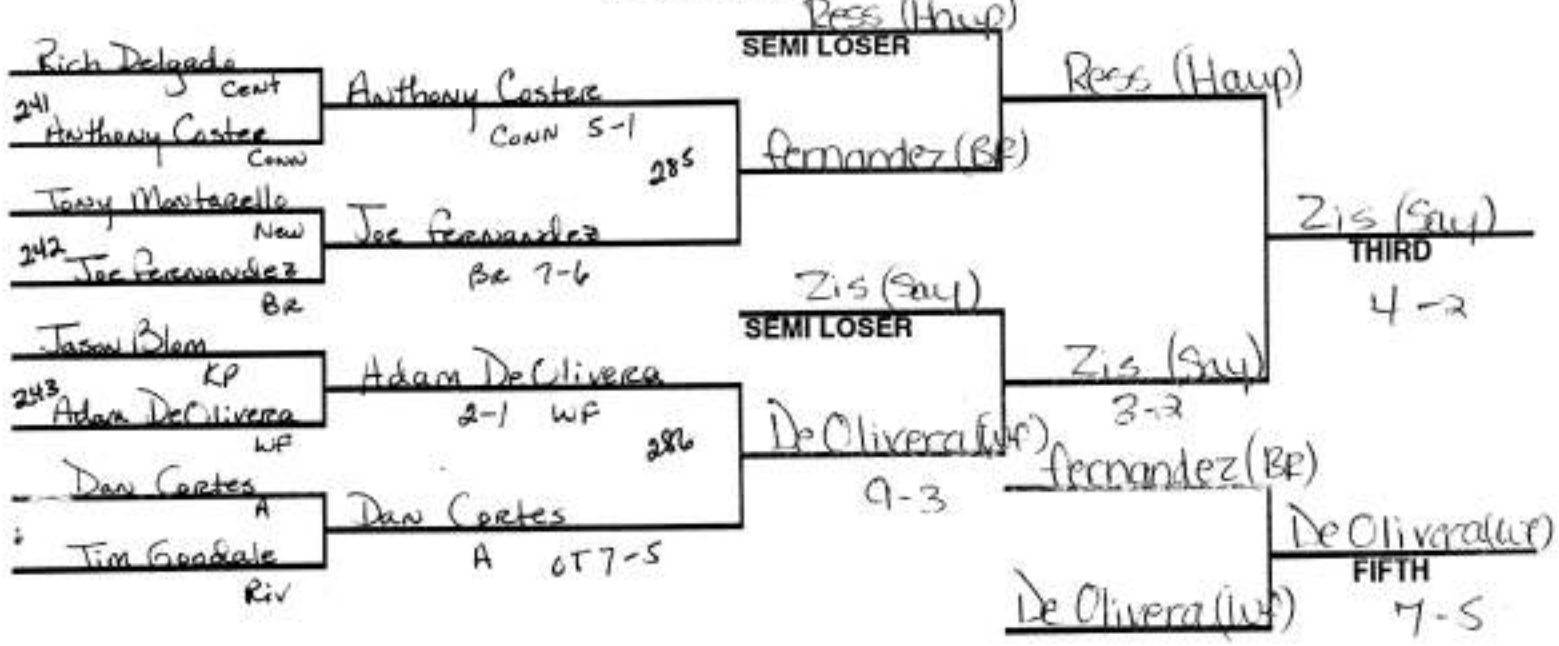 Ress (Haup)
SEMI LOSER
Rich Delgado
Cent
241
Anthony Coster
Conn
Anthony Coster
Conn 5-1
Tony Montarello
New
242
Joe Fernandez
BR
Joe Fernandez
BR 7-6
285
fernandez (BR)
Ress (Haup)
Jason Blom
KP
243
Adam DeOlivera
WF
Adam DeOlivera
2-1 WF
Dan Cortes
A
Tim Goodale
Riv
Dan Cortes
A OT 7-5
286
Zis (Say)
SEMI LOSER
De Olivera (WF)
9-3
Zis (Say)
3-2
Zis (Say)
THIRD
4-2
fernandez (BR)
De Olivera (WF)
De Olivera (WF)
FIFTH
7-5